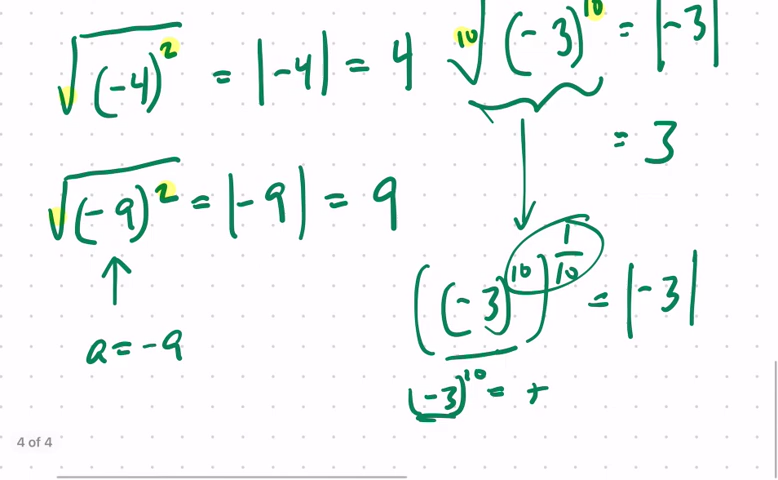 √(-4)² = |-4| = 4
¹⁰√(-3)¹⁰ = |-3|
= 3
√(-9)² = |-9| = 9
a = -9
((-3)¹⁰)^(1/10) = |-3|
(-3)¹⁰ = +
4 of 4